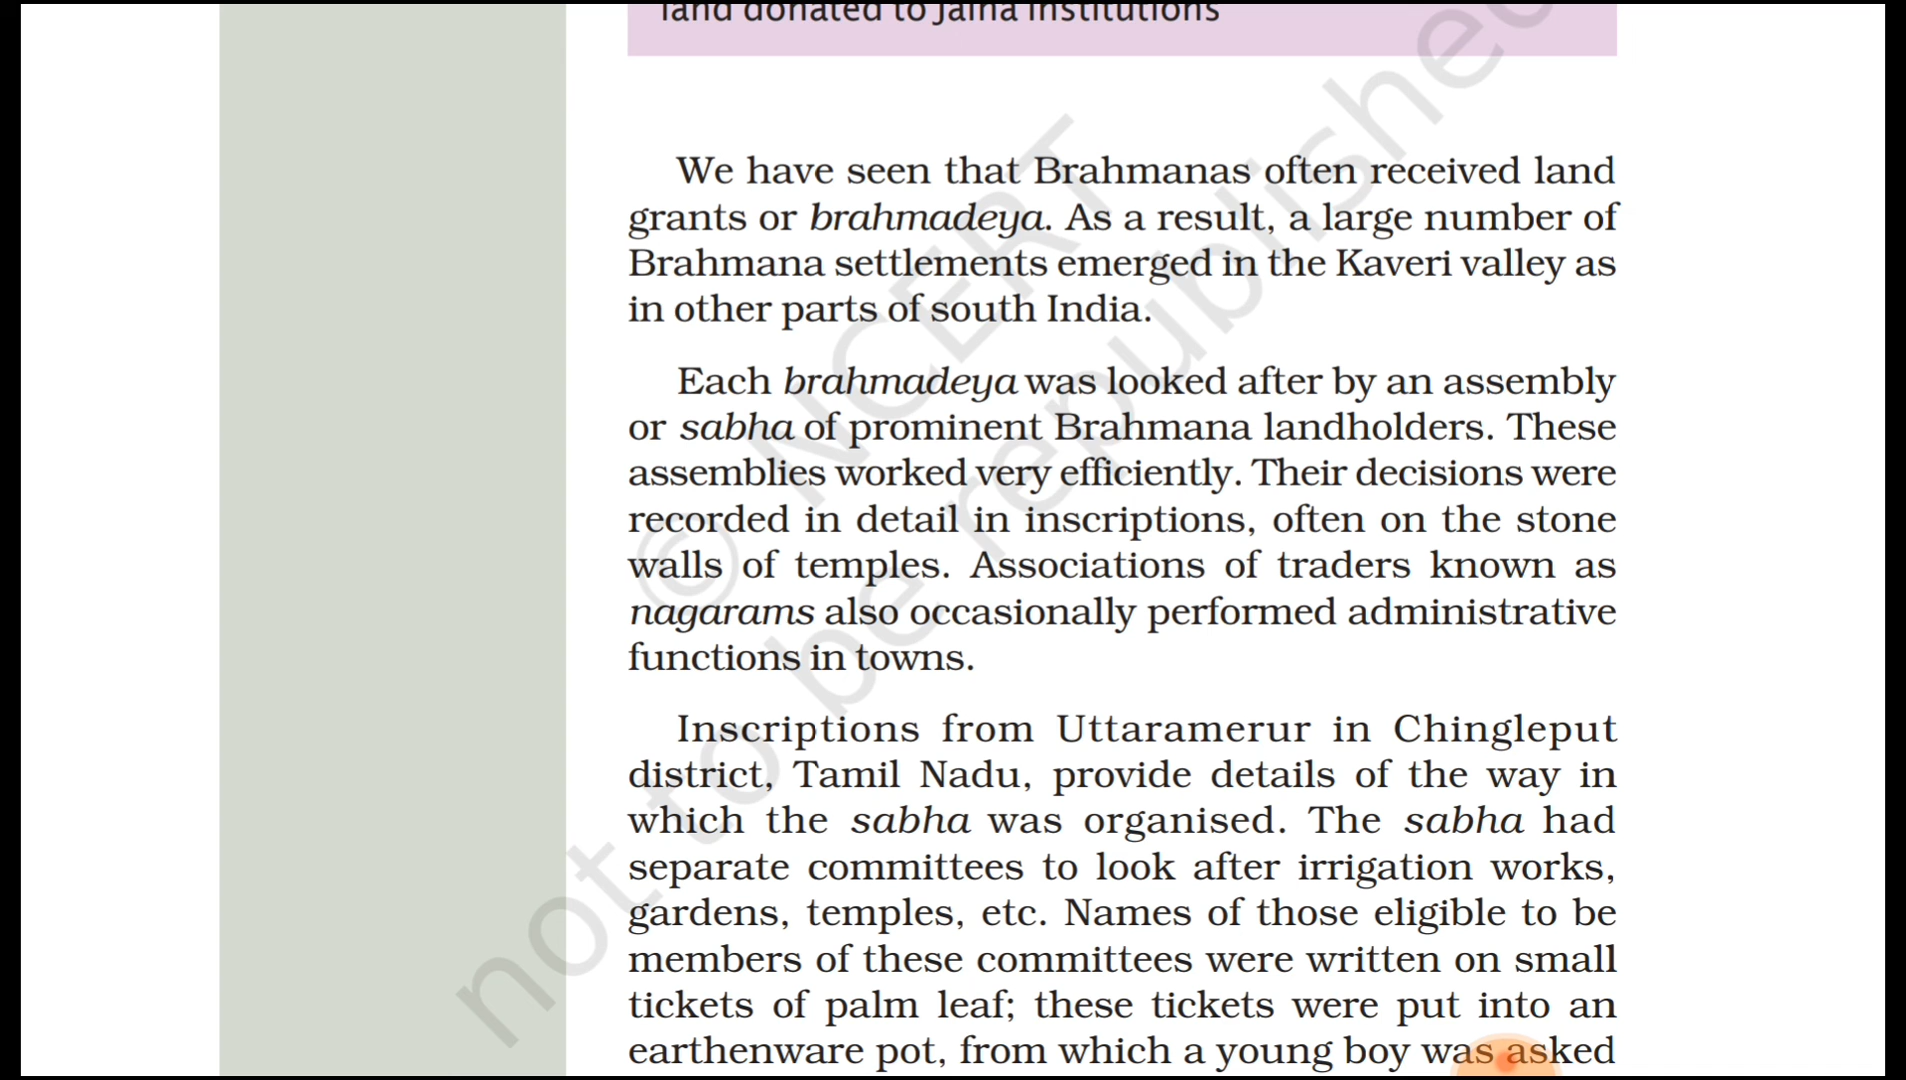 land donated to Jaina institutions
We have seen that Brahmanas often received land
grants or brahmadeya. As a result, a large number of
Brahmana settlements emerged in the Kaveri valley as
in other parts of south India.
Each brahmadeya was looked after by an assembly
or sabha of prominent Brahmana landholders. These
assemblies worked very efficiently. Their decisions were
recorded in detail in inscriptions, often on the stone
walls of temples. Associations of traders known as
nagarams also occasionally performed administrative
functions in towns.
Inscriptions from Uttaramerur in Chingleput
district, Tamil Nadu, provide details of the way in
which the sabha was organised. The sabha had
separate committees to look after irrigation works,
gardens, temples, etc. Names of those eligible to be
members of these committees were written on small
tickets of palm leaf; these tickets were put into an
earthenware pot, from which a young boy was asked
© NCERT
not to be republished